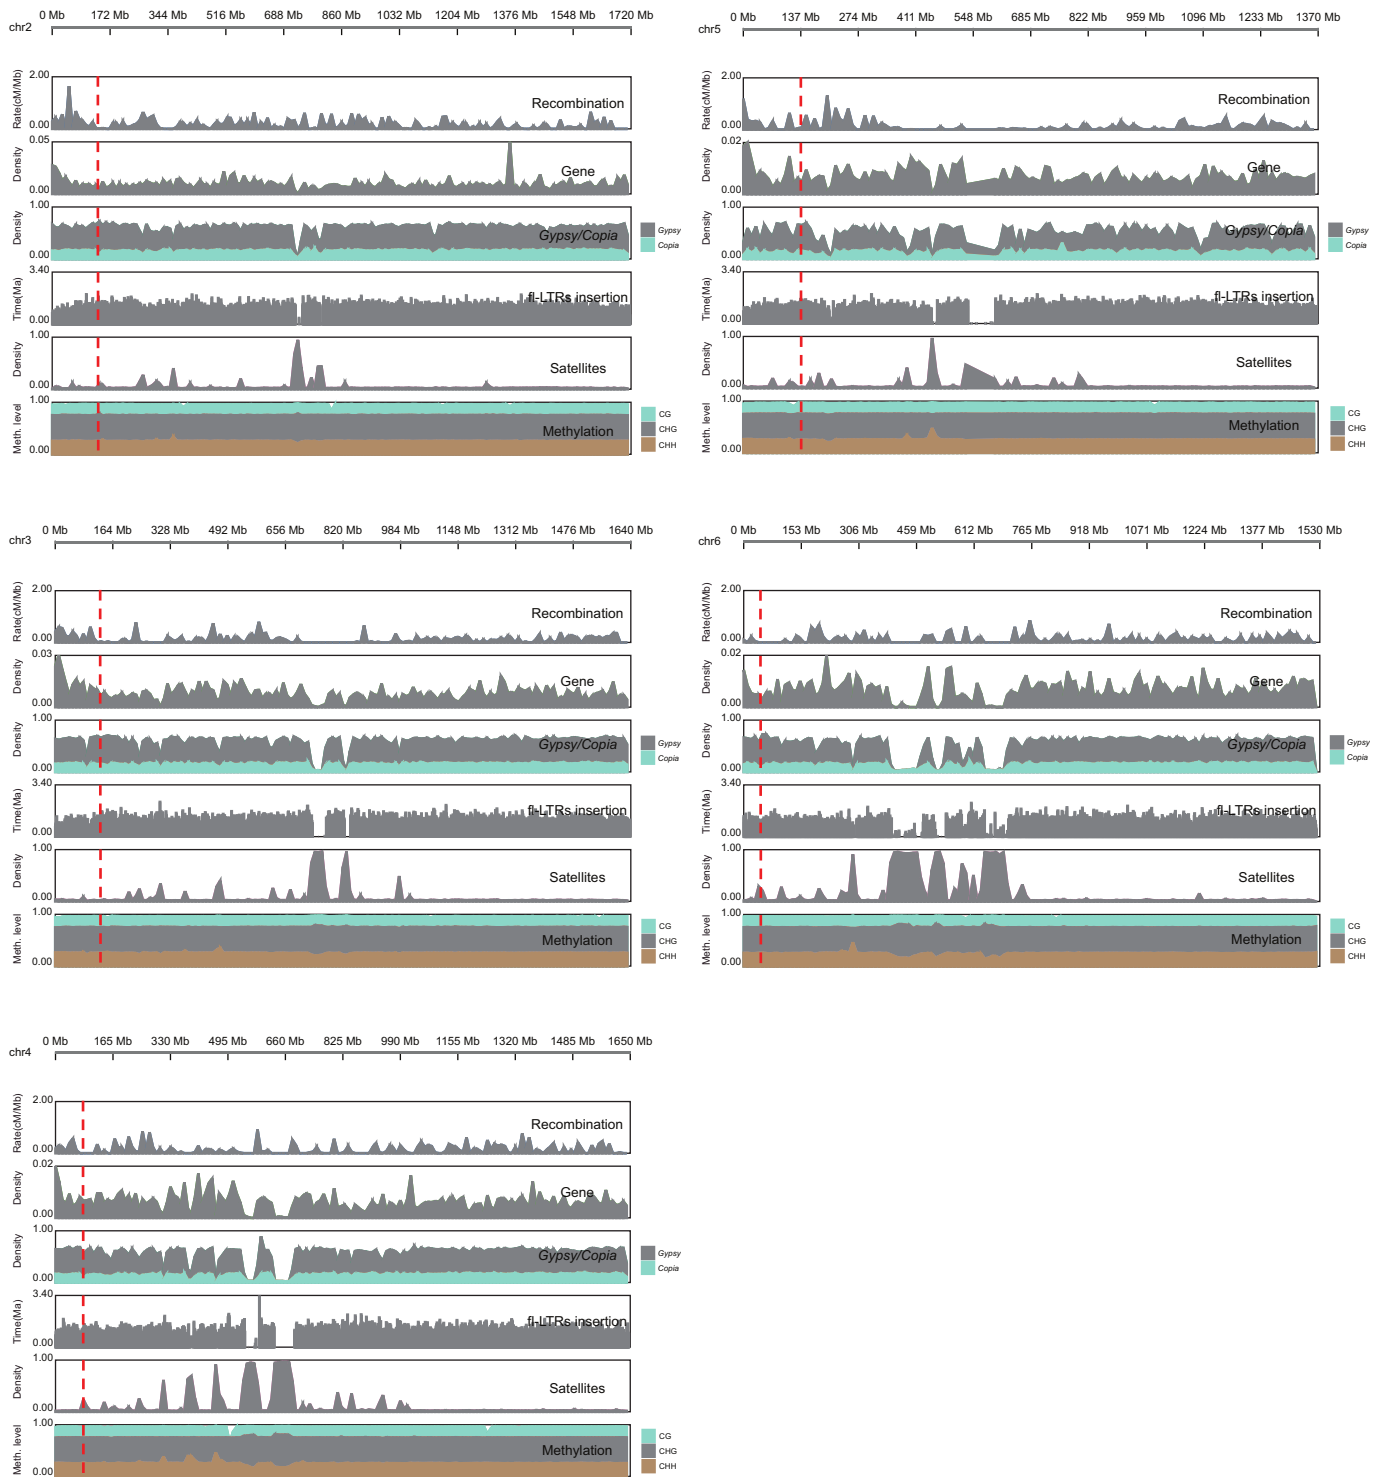 chr2
0 Mb 172 Mb 344 Mb 516 Mb 688 Mb 860 Mb 1032 Mb 1204 Mb 1376 Mb 1548 Mb 1720 Mb
Rate(cM/Mb) 2.00 0.00 Recombination
Density 0.05 0.00 Gene
Density 1.00 0.00 Gypsy/Copia Gypsy Copia
Time(Ma) 3.40 0.00 fl-LTRs insertion
Density 1.00 0.00 Satellites
Meth. level 1.00 0.00 Methylation CG CHG CHH
chr5
0 Mb 137 Mb 274 Mb 411 Mb 548 Mb 685 Mb 822 Mb 959 Mb 1096 Mb 1233 Mb 1370 Mb
Rate(cM/Mb) 2.00 0.00 Recombination
Density 0.02 0.00 Gene
Density 1.00 0.00 Gypsy/Copia Gypsy Copia
Time(Ma) 3.40 0.00 fl-LTRs insertion
Density 1.00 0.00 Satellites
Meth. level 1.00 0.00 Methylation CG CHG CHH
chr3
0 Mb 164 Mb 328 Mb 492 Mb 656 Mb 820 Mb 984 Mb 1148 Mb 1312 Mb 1476 Mb 1640 Mb
Rate(cM/Mb) 2.00 0.00 Recombination
Density 0.03 0.00 Gene
Density 1.00 0.00 Gypsy/Copia Gypsy Copia
Time(Ma) 3.40 0.00 fl-LTRs insertion
Density 1.00 0.00 Satellites
Meth. level 1.00 0.00 Methylation CG CHG CHH
chr6
0 Mb 153 Mb 306 Mb 459 Mb 612 Mb 765 Mb 918 Mb 1071 Mb 1224 Mb 1377 Mb 1530 Mb
Rate(cM/Mb) 2.00 0.00 Recombination
Density 0.02 0.00 Gene
Density 1.00 0.00 Gypsy/Copia Gypsy Copia
Time(Ma) 3.40 0.00 fl-LTRs insertion
Density 1.00 0.00 Satellites
Meth. level 1.00 0.00 Methylation CG CHG CHH
chr4
0 Mb 165 Mb 330 Mb 495 Mb 660 Mb 825 Mb 990 Mb 1155 Mb 1320 Mb 1485 Mb 1650 Mb
Rate(cM/Mb) 2.00 0.00 Recombination
Density 0.02 0.00 Gene
Density 1.00 0.00 Gypsy/Copia Gypsy Copia
Time(Ma) 3.40 0.00 fl-LTRs insertion
Density 1.00 0.00 Satellites
Meth. level 1.00 0.00 Methylation CG CHG CHH